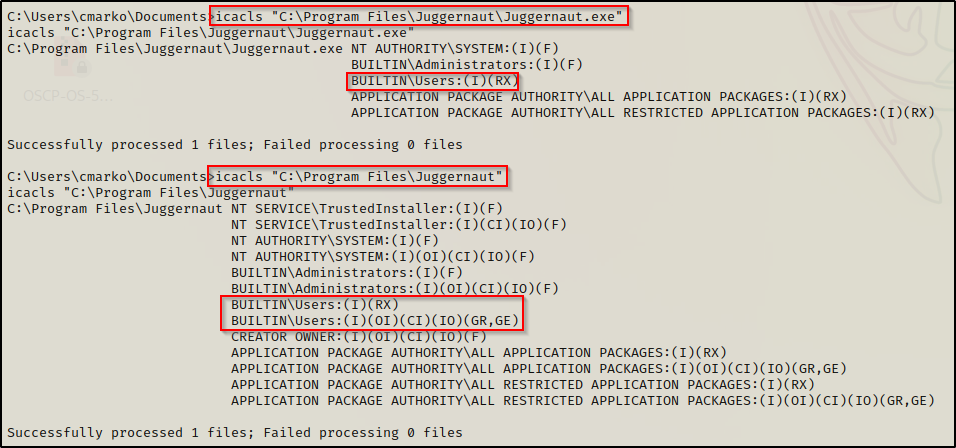 C:\Users\cmarko\Documents>icacls "C:\Program Files\Juggernaut\Juggernaut.exe"
icacls "C:\Program Files\Juggernaut\Juggernaut.exe"
C:\Program Files\Juggernaut\Juggernaut.exe NT AUTHORITY\SYSTEM:(I)(F)
BUILTIN\Administrators:(I)(F)
BUILTIN\Users:(I)(RX)
APPLICATION PACKAGE AUTHORITY\ALL APPLICATION PACKAGES:(I)(RX)
APPLICATION PACKAGE AUTHORITY\ALL RESTRICTED APPLICATION PACKAGES:(I)(RX)
OSCP-OS-5...
Successfully processed 1 files; Failed processing 0 files
C:\Users\cmarko\Documents>icacls "C:\Program Files\Juggernaut"
icacls "C:\Program Files\Juggernaut"
C:\Program Files\Juggernaut NT SERVICE\TrustedInstaller:(I)(F)
NT SERVICE\TrustedInstaller:(I)(CI)(IO)(F)
NT AUTHORITY\SYSTEM:(I)(F)
NT AUTHORITY\SYSTEM:(I)(OI)(CI)(IO)(F)
BUILTIN\Administrators:(I)(F)
BUILTIN\Administrators:(I)(OI)(CI)(IO)(F)
BUILTIN\Users:(I)(RX)
BUILTIN\Users:(I)(OI)(CI)(IO)(GR,GE)
CREATOR OWNER:(I)(OI)(CI)(IO)(F)
APPLICATION PACKAGE AUTHORITY\ALL APPLICATION PACKAGES:(I)(RX)
APPLICATION PACKAGE AUTHORITY\ALL APPLICATION PACKAGES:(I)(OI)(CI)(IO)(GR,GE)
APPLICATION PACKAGE AUTHORITY\ALL RESTRICTED APPLICATION PACKAGES:(I)(RX)
APPLICATION PACKAGE AUTHORITY\ALL RESTRICTED APPLICATION PACKAGES:(I)(OI)(CI)(IO)(GR,GE)
Successfully processed 1 files; Failed processing 0 files